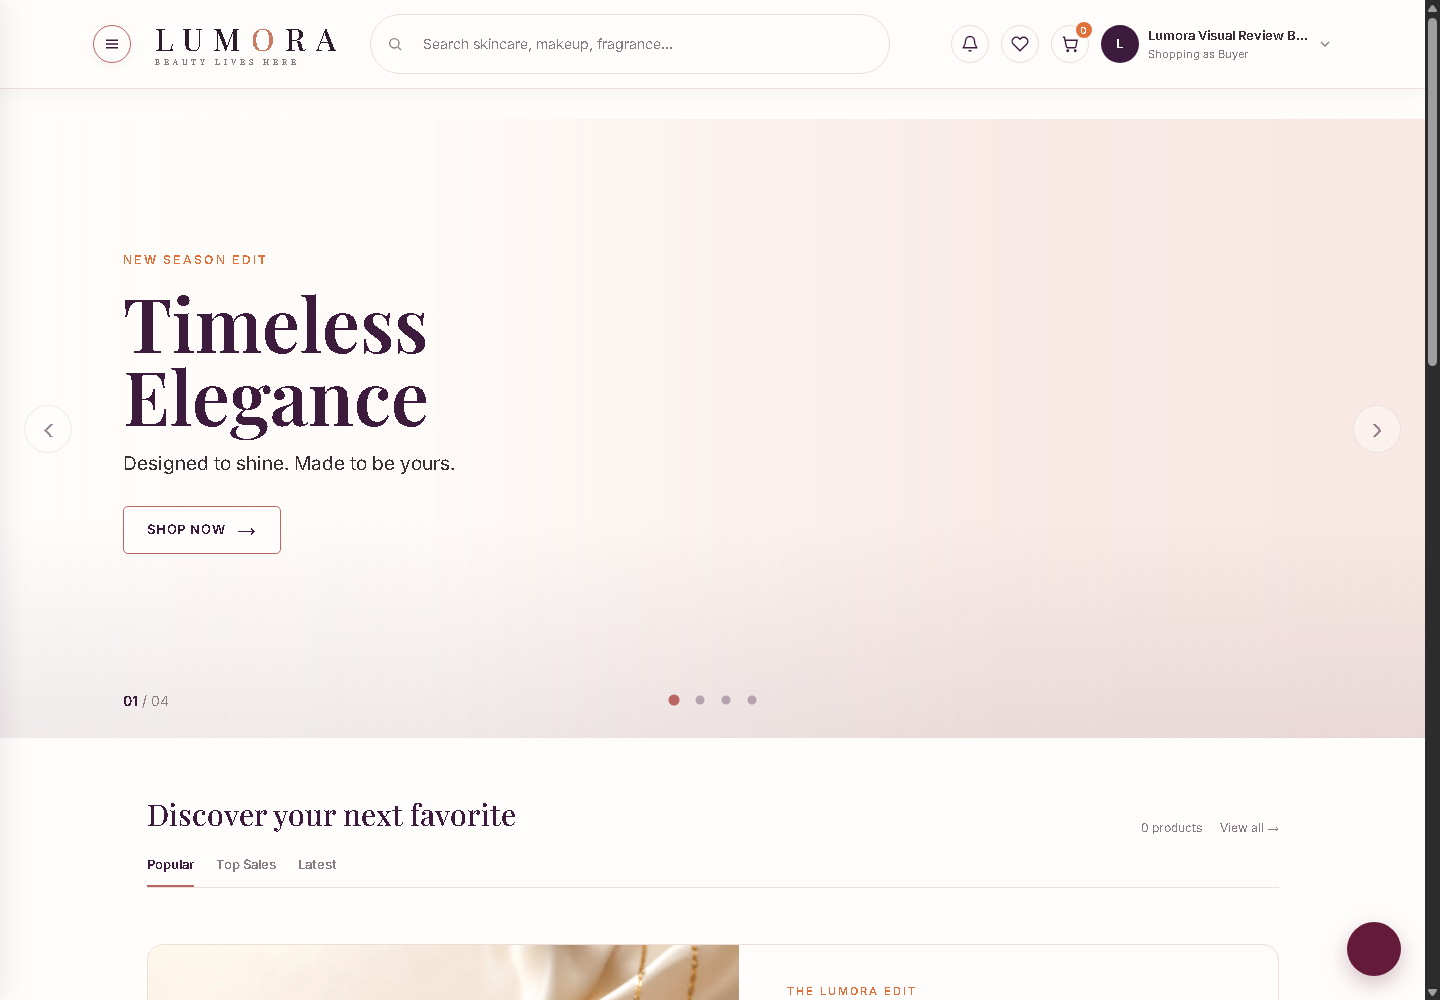 LUMORA
BEAUTY LIVES HERE
Search skincare, makeup, fragrance...
0
L
Lumora Visual Review B...
Shopping as Buyer
NEW SEASON EDIT
Timeless
Elegance
Designed to shine. Made to be yours.
SHOP NOW →
01 / 04
Discover your next favorite
0 products View all →
Popular Top Sales Latest
THE LUMORA EDIT